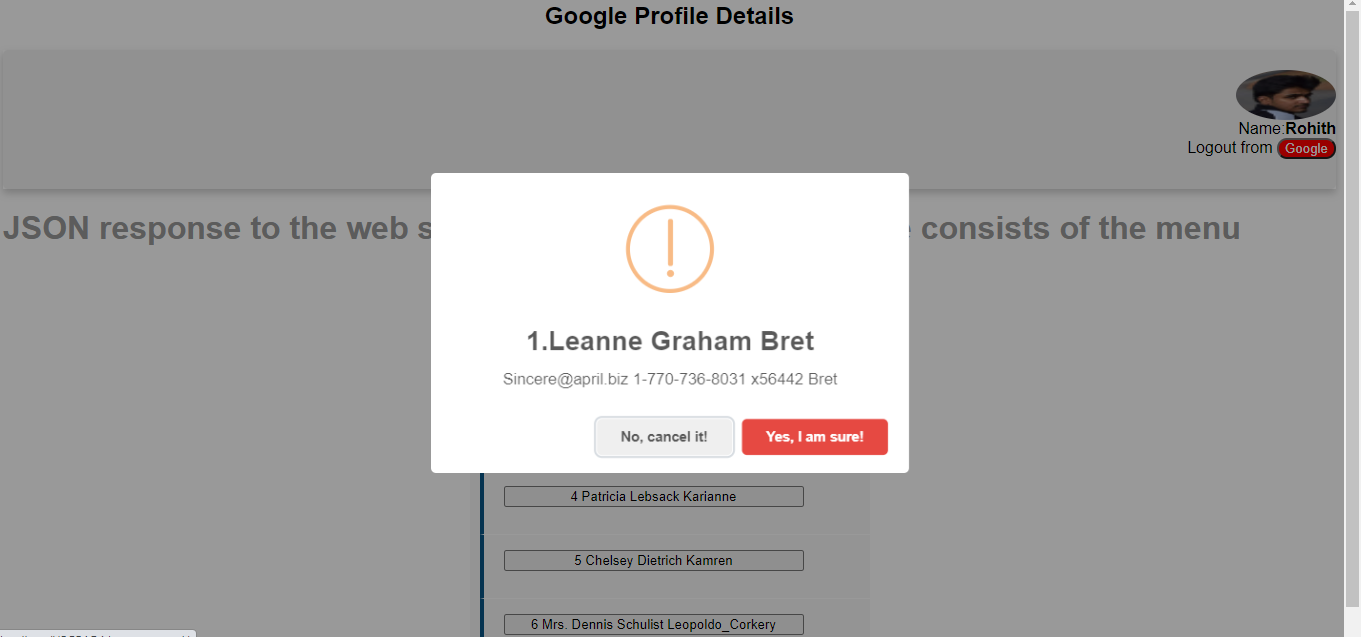 Google Profile Details
Name:Rohith
Logout from Google
JSON response to the web s consists of the menu
1.Leanne Graham Bret
Sincere@april.biz 1-770-736-8031 x56442 Bret
No, cancel it!
Yes, I am sure!
4 Patricia Lebsack Karianne
5 Chelsey Dietrich Kamren
6 Mrs. Dennis Schulist Leopoldo_Corkery